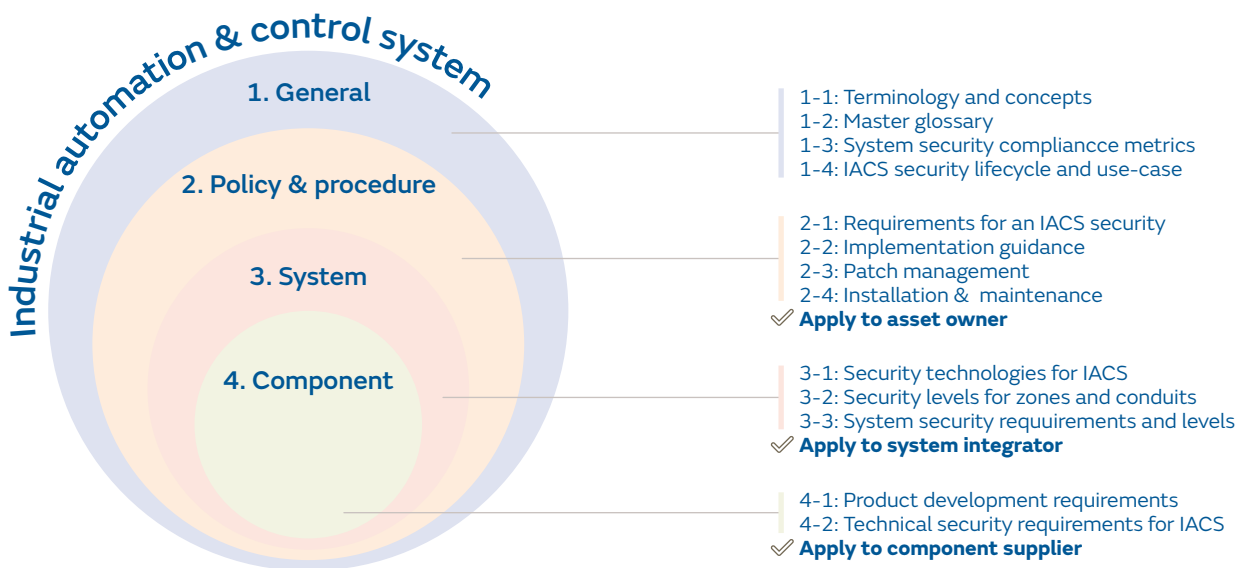 Industrial automation & control system
1. General
2. Policy & procedure
3. System
4. Component
1-1: Terminology and concepts
1-2: Master glossary
1-3: System security compliancce metrics
1-4: IACS security lifecycle and use-case
2-1: Requirements for an IACS security
2-2: Implementation guidance
2-3: Patch management
2-4: Installation & maintenance
Apply to asset owner
3-1: Security technologies for IACS
3-2: Security levels for zones and conduits
3-3: System security requuirements and levels
Apply to system integrator
4-1: Product development requirements
4-2: Technical security requirements for IACS
Apply to component supplier